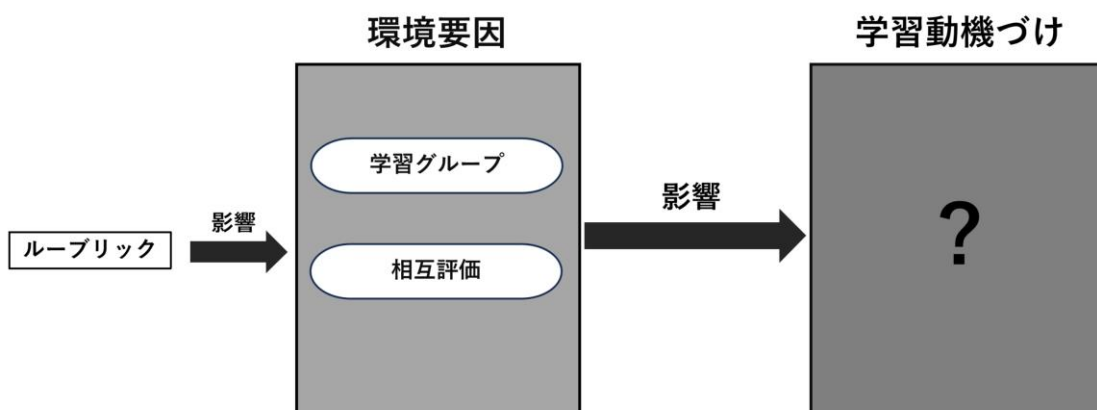 環境要因
学習動機づけ
学習グループ
影響
影響
ルーブリック
相互評価
?